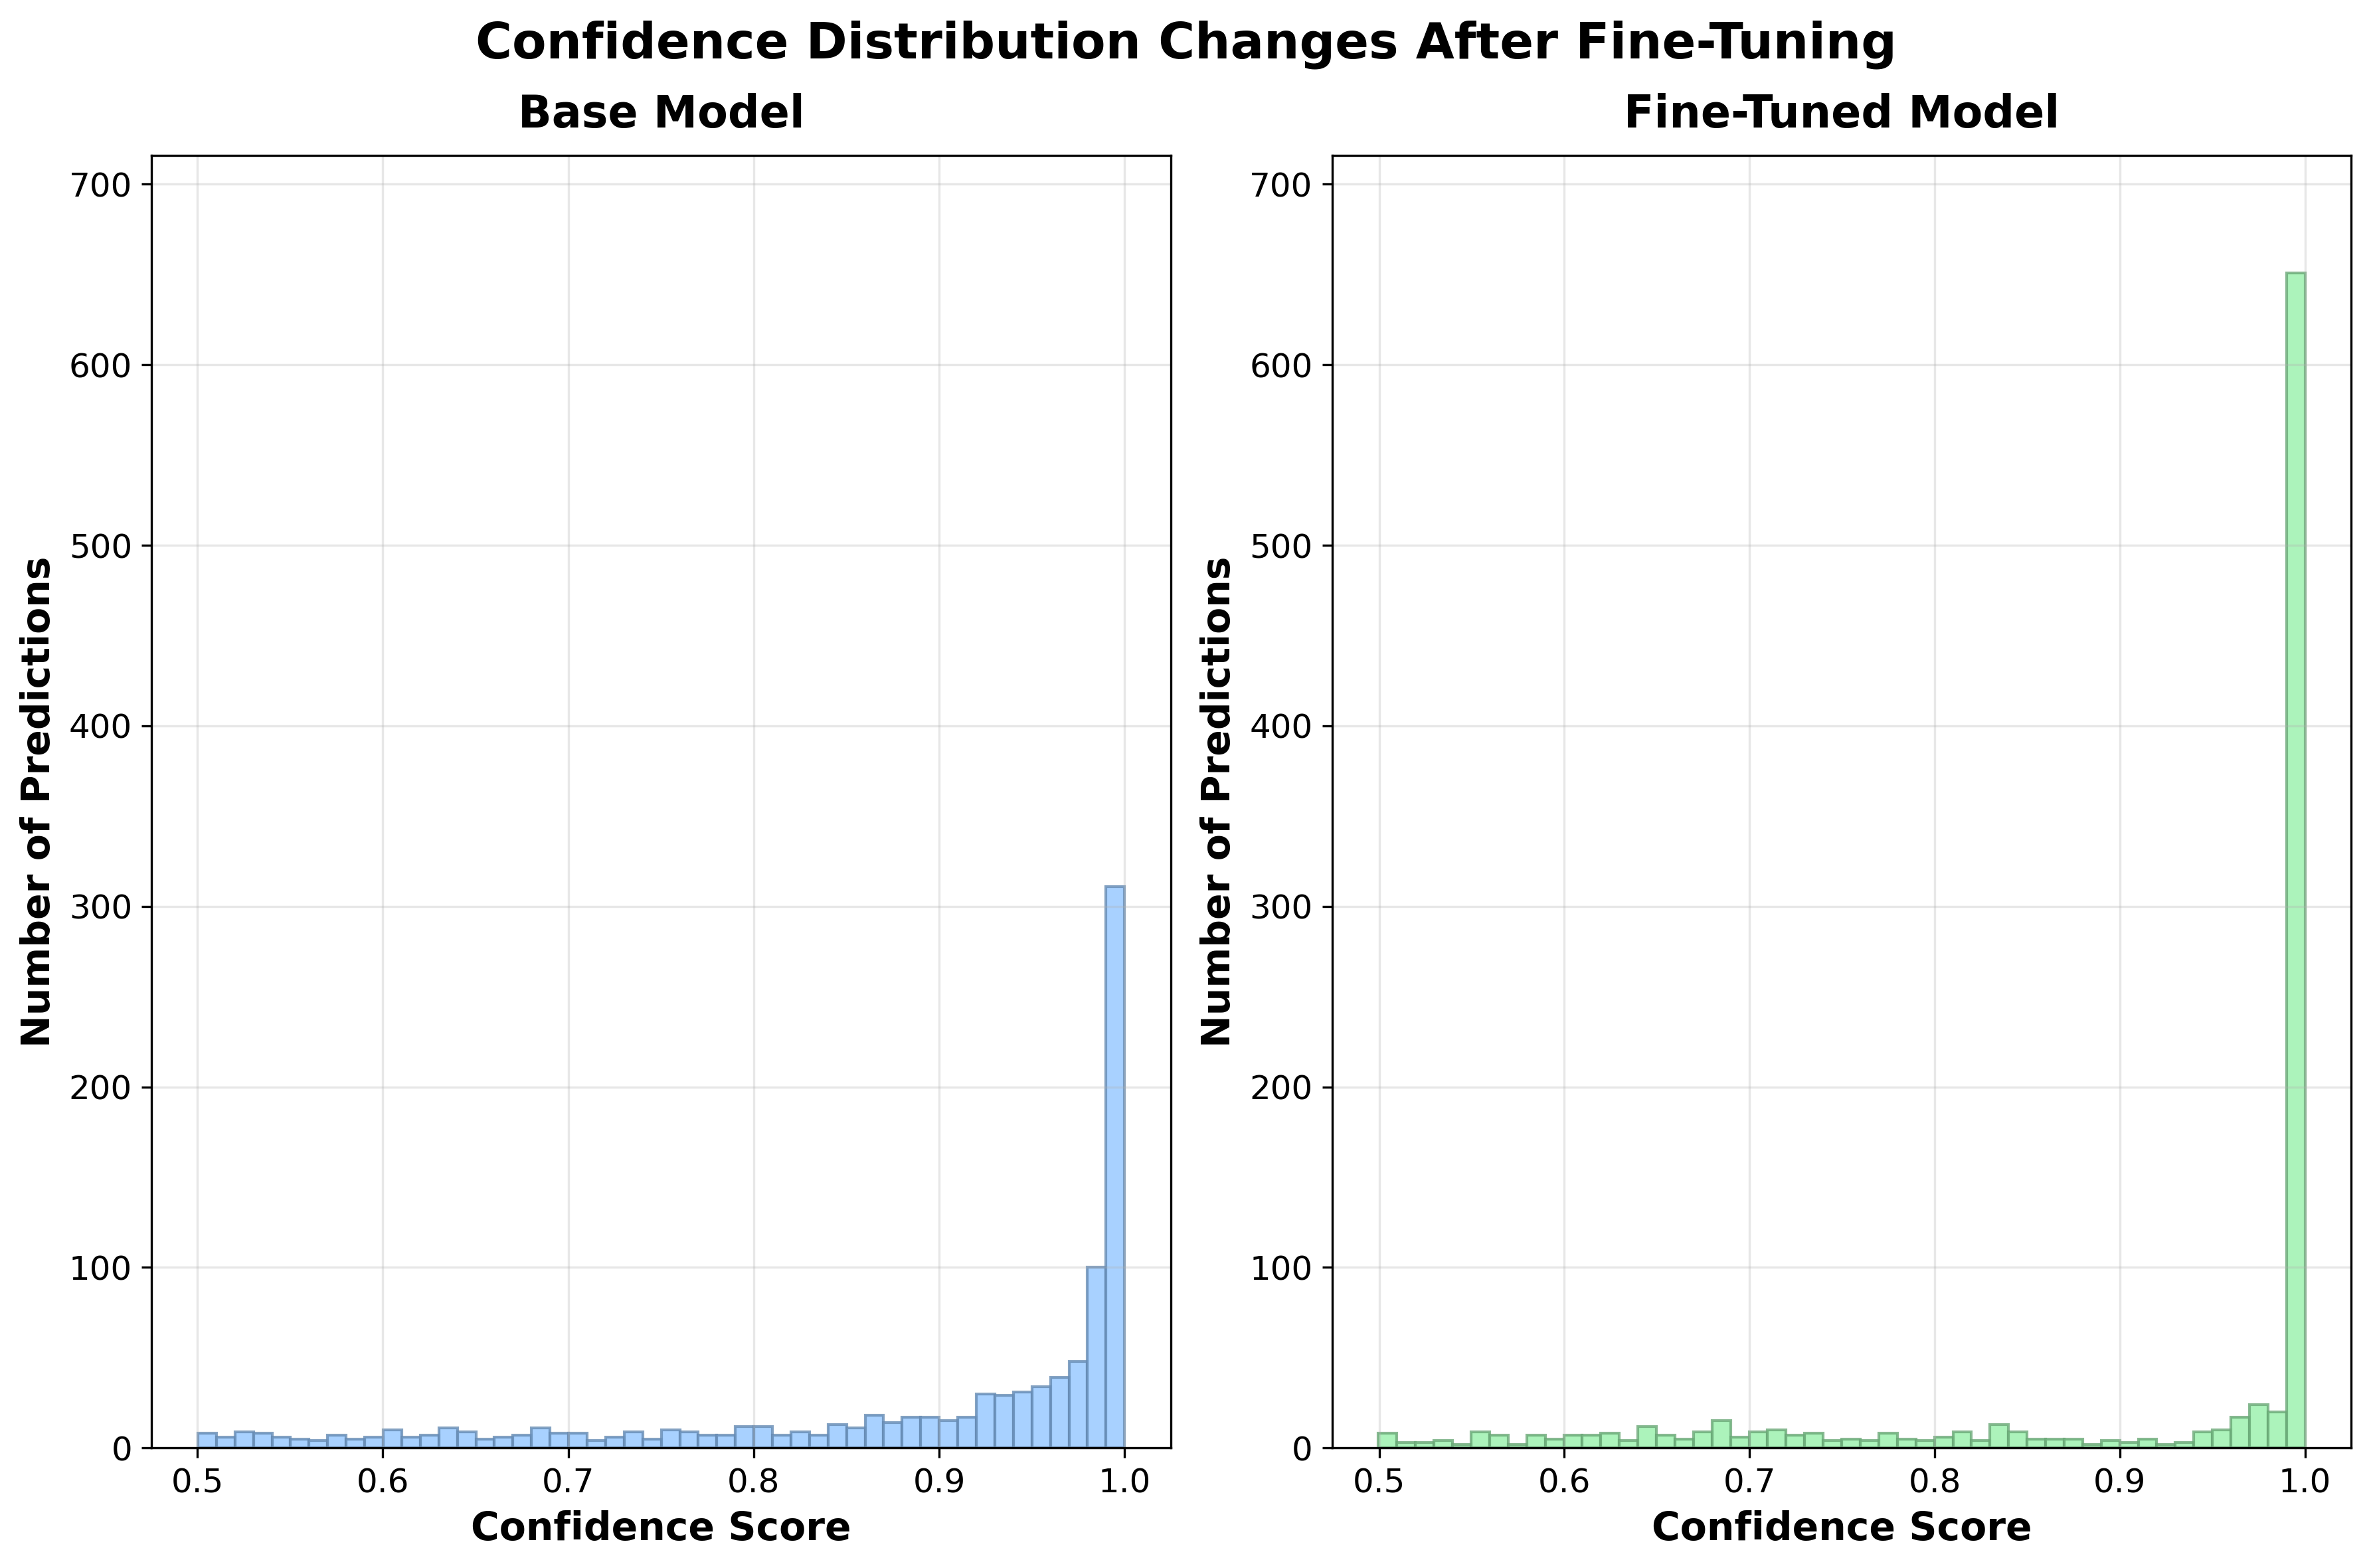 Confidence Distribution Changes After Fine-Tuning
Base Model
700
600
500
400
300
200
100
0
Number of Predictions
0.5 0.6 0.7 0.8 0.9 1.0
Confidence Score
Fine-Tuned Model
700
600
500
400
300
200
100
0
Number of Predictions
0.5 0.6 0.7 0.8 0.9 1.0
Confidence Score